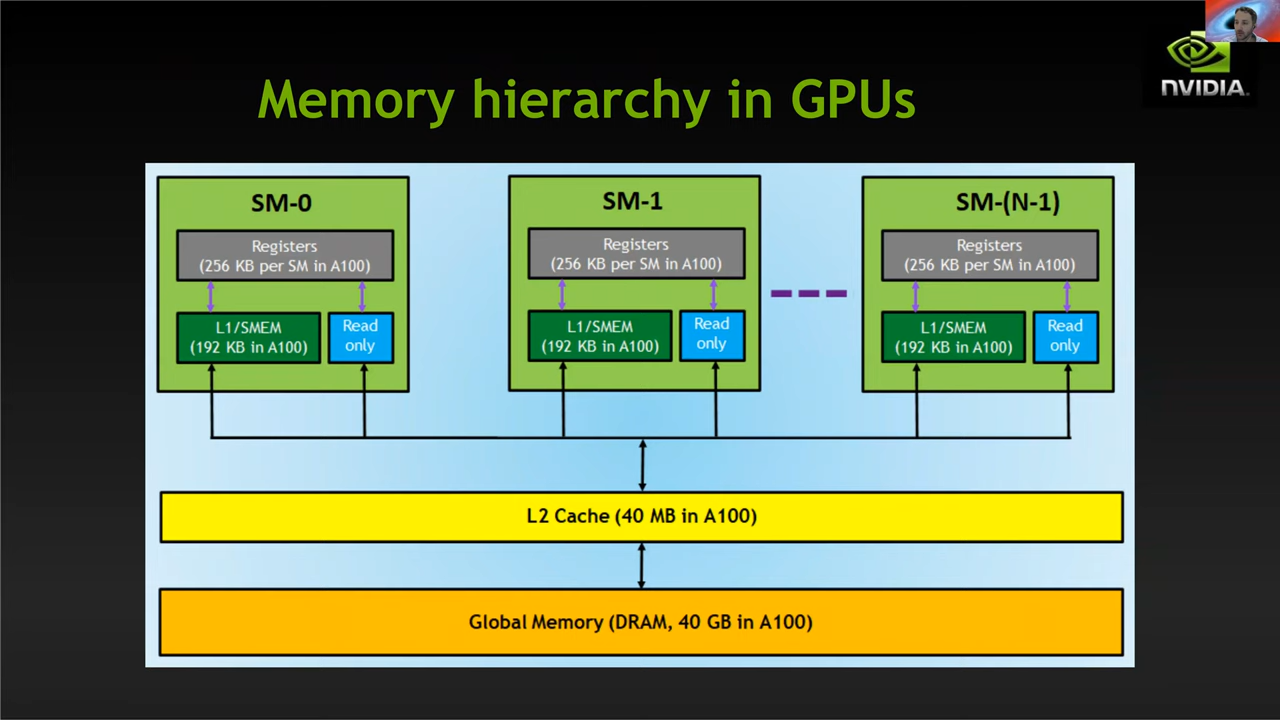 Memory hierarchy in GPUs
NVIDIA.
SM-0
Registers
(256 KB per SM in A100)
L1/SMEM
(192 KB in A100)
Read
only
SM-1
Registers
(256 KB per SM in A100)
L1/SMEM
(192 KB in A100)
Read
only
SM-(N-1)
Registers
(256 KB per SM in A100)
L1/SMEM
(192 KB in A100)
Read
only
L2 Cache (40 MB in A100)
Global Memory (DRAM, 40 GB in A100)